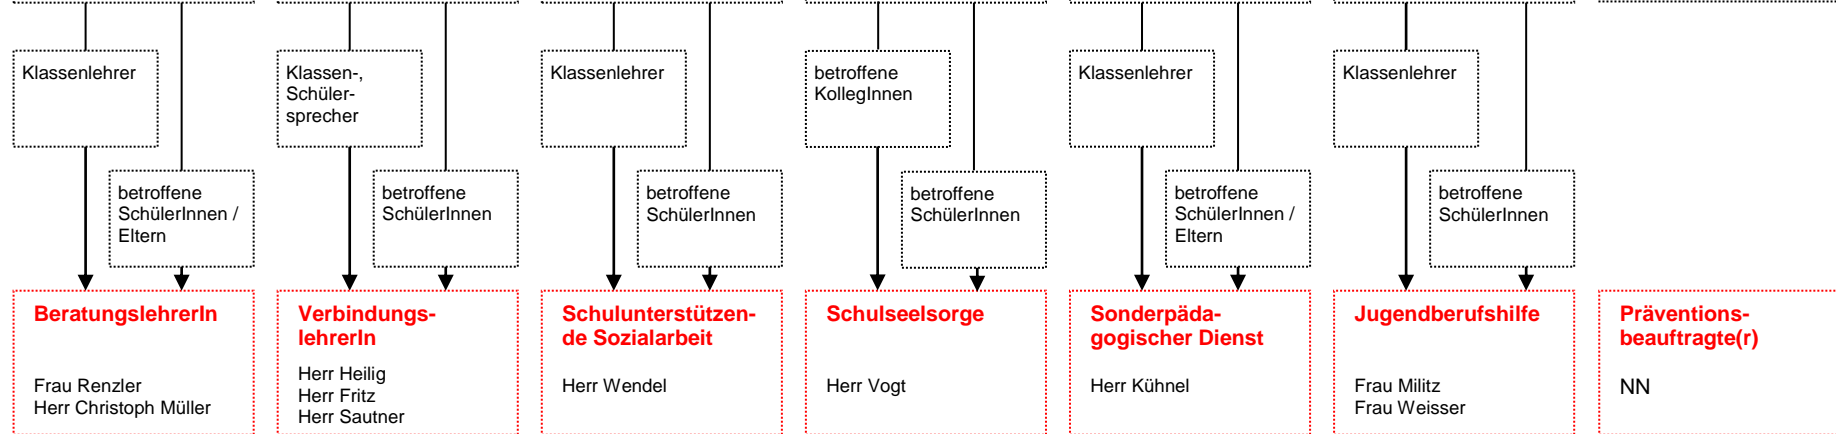 Klassenlehrer
Klassen-,
Schüler-
sprecher
Klassenlehrer
betroffene
KollegInnen
Klassenlehrer
Klassenlehrer
betroffene
SchülerInnen /
Eltern
betroffene
SchülerInnen
betroffene
SchülerInnen
betroffene
SchülerInnen
betroffene
SchülerInnen /
Eltern
betroffene
SchülerInnen
BeratungslehrerIn
Frau Renzler
Herr Christoph Müller
Verbindungs-
lehrerIn
Herr Heilig
Herr Fritz
Herr Sautner
Schulunterstützen-
de Sozialarbeit
Herr Wendel
Schulseelsorge
Herr Vogt
Sonderpäda-
gogischer Dienst
Herr Kühnel
Jugendberufshilfe
Frau Militz
Frau Weisser
Präventions-
beauftragte(r)
NN